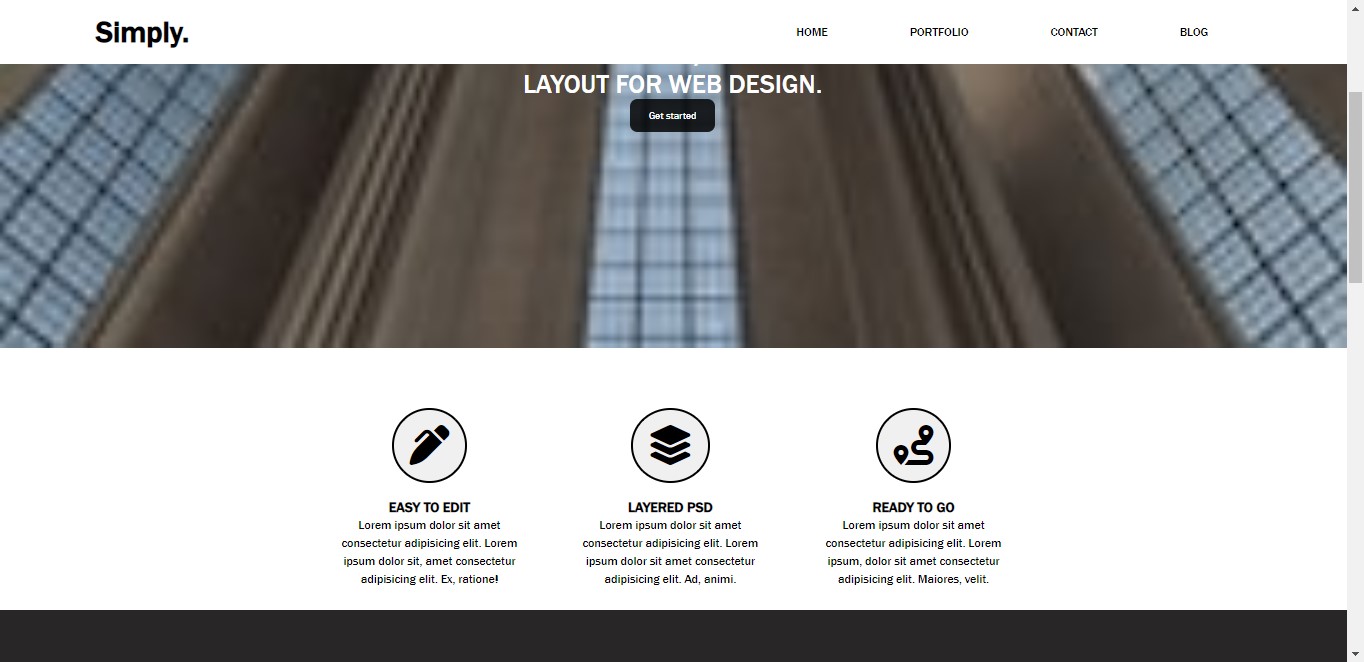 Simply.
HOME
PORTFOLIO
CONTACT
BLOG
LAYOUT FOR WEB DESIGN.
Get started
EASY TO EDIT
Lorem ipsum dolor sit amet
consectetur adipisicing elit. Lorem
ipsum dolor sit, amet consectetur
adipisicing elit. Ex, ratione!
LAYERED PSD
Lorem ipsum dolor sit amet
consectetur adipisicing elit. Lorem
ipsum dolor sit amet consectetur
adipisicing elit. Ad, animi.
READY TO GO
Lorem ipsum dolor sit amet
consectetur adipisicing elit. Lorem
ipsum, dolor sit amet consectetur
adipisicing elit. Maiores, velit.